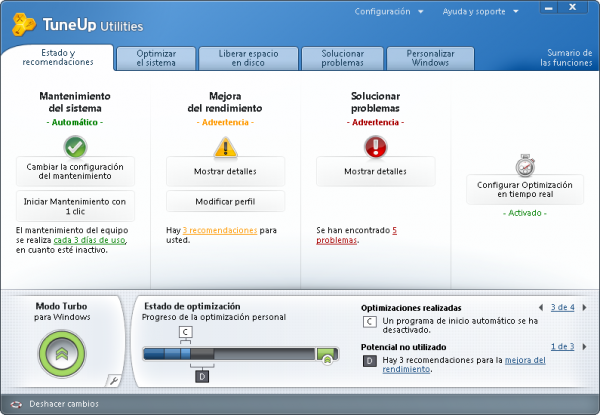 TuneUp Utilities
Configuración
Ayuda y soporte
Estado y
recomendaciones
Optimizar
el sistema
Liberar espacio
en disco
Solucionar
problemas
Personalizar
Windows
Sumario de
las funciones
Mantenimiento
del sistema
- Automático -
Cambiar la configuración
del mantenimiento
Iniciar Mantenimiento con
1 clic
El mantenimiento del equipo
se realiza cada 3 días de uso,
en cuanto esté inactivo.
Mejora
del rendimiento
- Advertencia -
Mostrar detalles
Modificar perfil
Hay 3 recomendaciones para
usted.
Solucionar
problemas
- Advertencia -
Mostrar detalles
Se han encontrado 5
problemas.
Configurar Optimización
en tiempo real
- Activado -
Modo Turbo
para Windows
Estado de optimización
Progreso de la optimización personal
C
D
Optimizaciones realizadas
3 de 4
C Un programa de inicio automático se ha
desactivado.
Potencial no utilizado
1 de 3
D Hay 3 recomendaciones para la mejora del
rendimiento.
Deshacer cambios